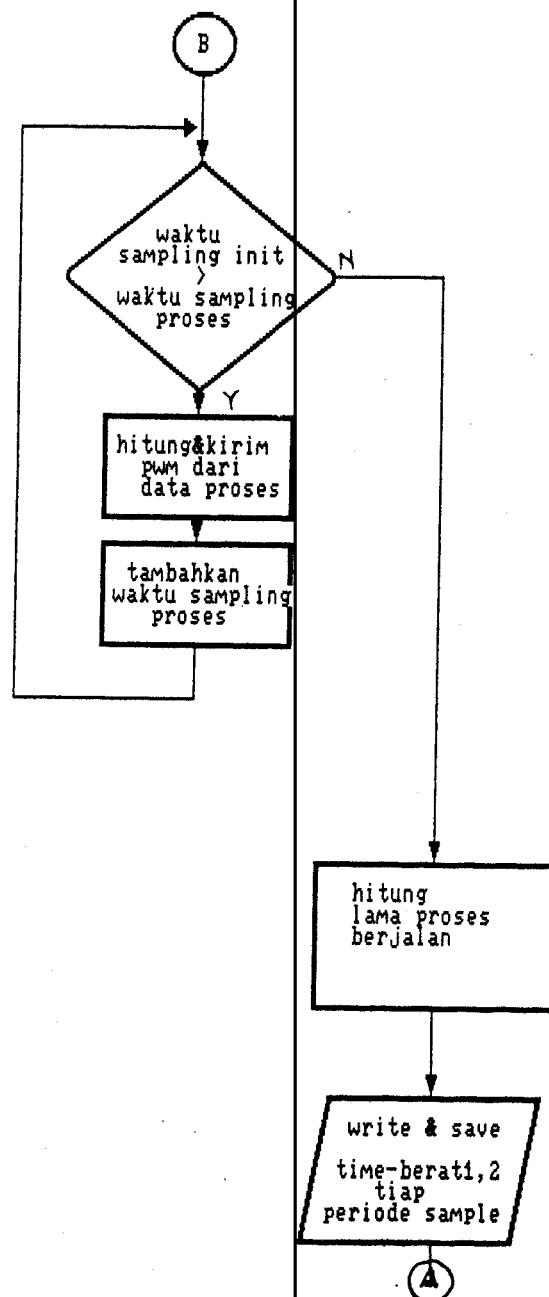 B
waktu
sampling init
>
waktu sampling
proses
N
Y
hitung&kirim
pwm dari
data proses
tambahkan
waktu sampling
proses
hitung
lama proses
berjalan
write & save
time-berat1,2
tiap
periode sample
A